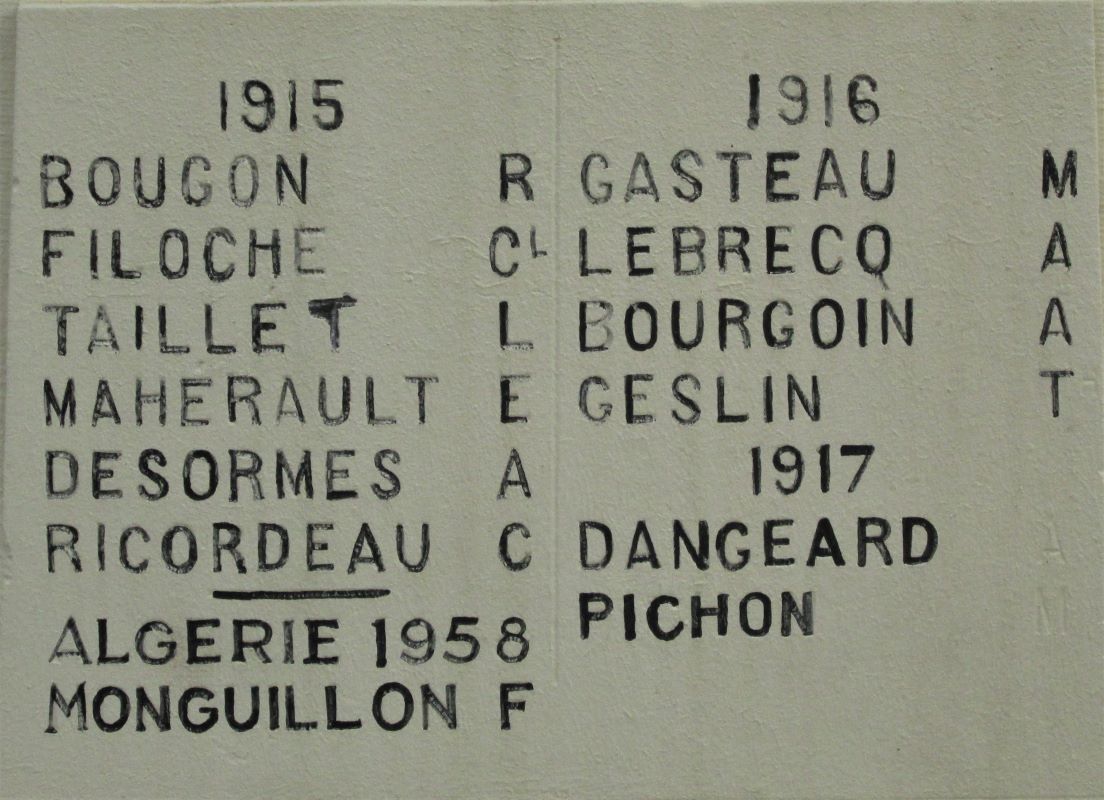 1915
BOUGON R
FILOCHE CL
TAILLET L
MAHERAULT E
DESORMES A
RICORDEAU C
ALGERIE 1958
MONGUILLON F
1916
GASTEAU M
LEBRECQ A
BOURGOIN A
GESLIN T
1917
DANGEARD A
PICHON M